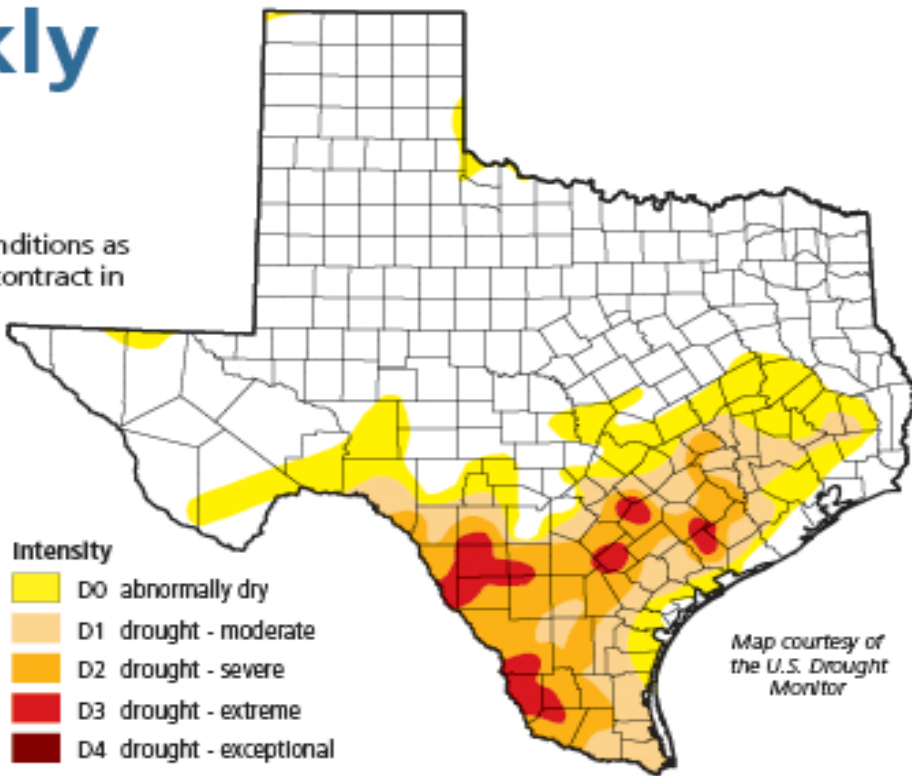 kly
nditions as
contract in
Intensity
D0 abnormally dry
D1 drought - moderate
D2 drought - severe
D3 drought - extreme
D4 drought - exceptional
Map courtesy of
the U.S. Drought
Monitor